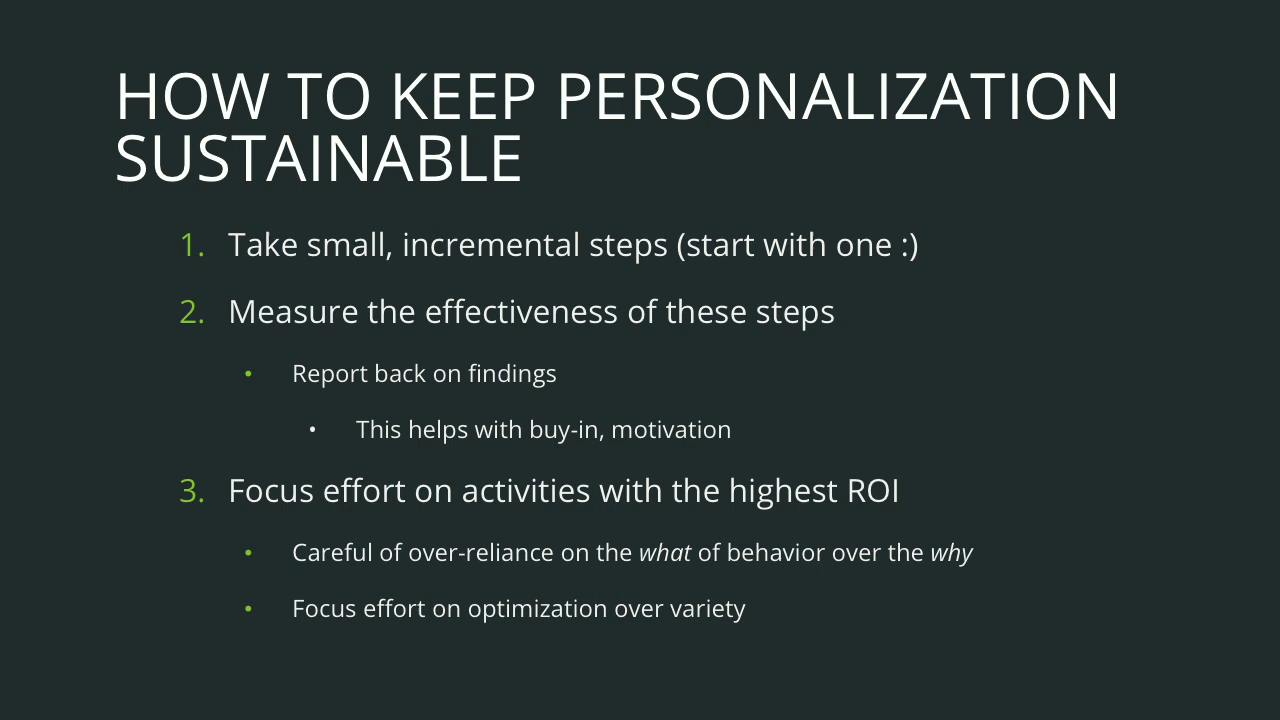 HOW TO KEEP PERSONALIZATION
SUSTAINABLE
1. Take small, incremental steps (start with one :)
2. Measure the effectiveness of these steps
• Report back on findings
• This helps with buy-in, motivation
3. Focus effort on activities with the highest ROI
• Careful of over-reliance on the what of behavior over the why
• Focus effort on optimization over variety